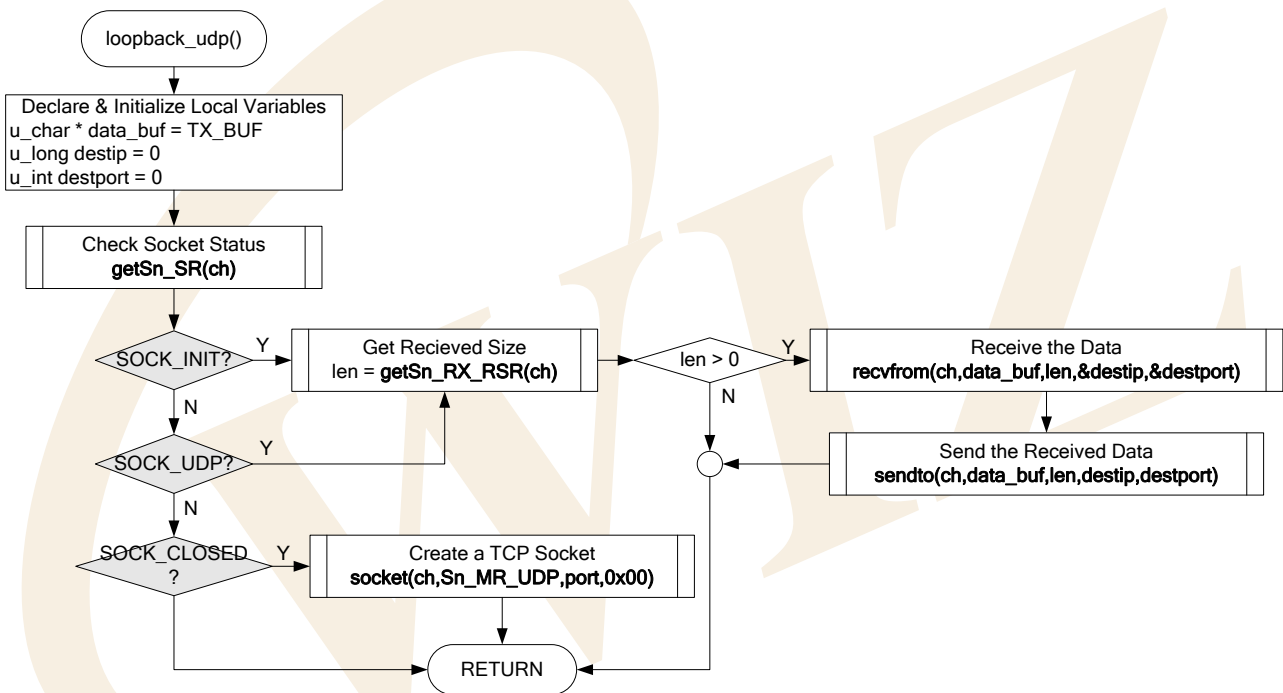 loopback_udp()
Declare & Initialize Local Variables
u_char * data_buf = TX_BUF
u_long destip = 0
u_int destport = 0
Check Socket Status
getSn_SR(ch)
SOCK_INIT?
Y
N
Get Recieved Size
len = getSn_RX_RSR(ch)
len > 0
Y
N
Receive the Data
recvfrom(ch,data_buf,len,&destip,&destport)
SOCK_UDP?
Y
N
Send the Received Data
sendto(ch,data_buf,len,destip,destport)
SOCK_CLOSED
?
Y
Create a TCP Socket
socket(ch,Sn_MR_UDP,port,0x00)
RETURN
WIZ